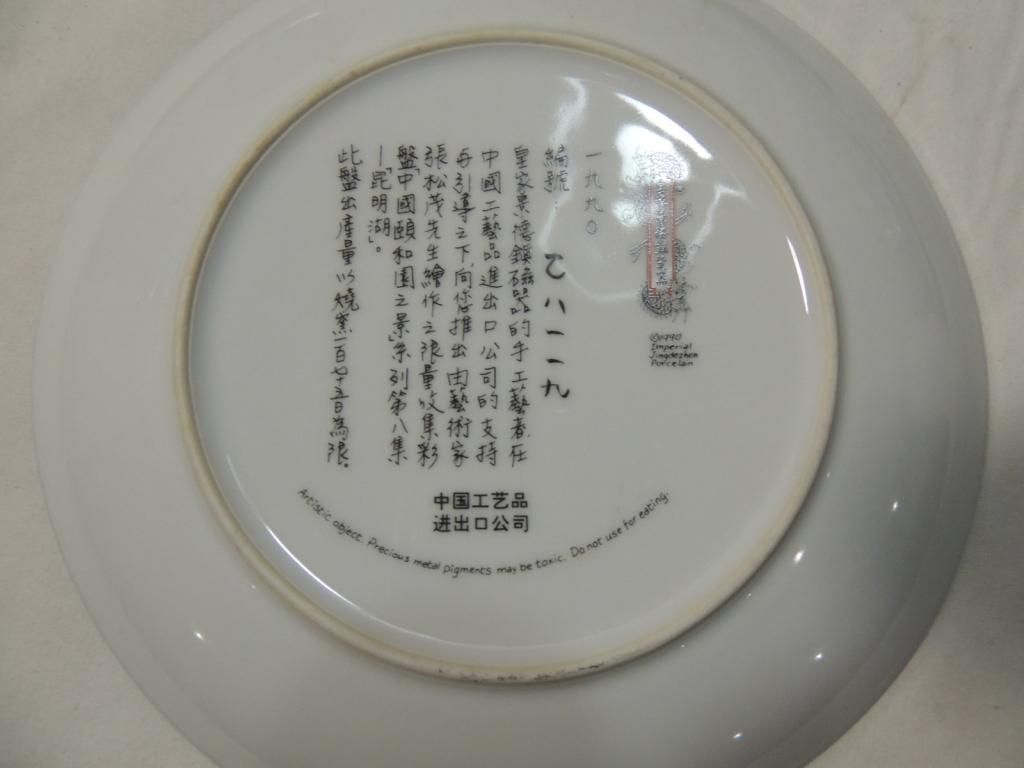 ©1990
Imperial
Jingdezhen
Porcelain
一九九〇
編號: 乙八一一九
皇家景德鎮磁器的手工藝者在
中國工藝品進出口公司的支持
与引導之下,向您推出由藝術家
張松茂先生繪作之限量收集彩
盤「中國頤和園之景」系列第八集
—「昆明湖」。
此盤出產量以燒窯一百七十五日為限。
中国工艺品
进出口公司
Artistic object. Precious metal pigments may be toxic. Do not use for eating.